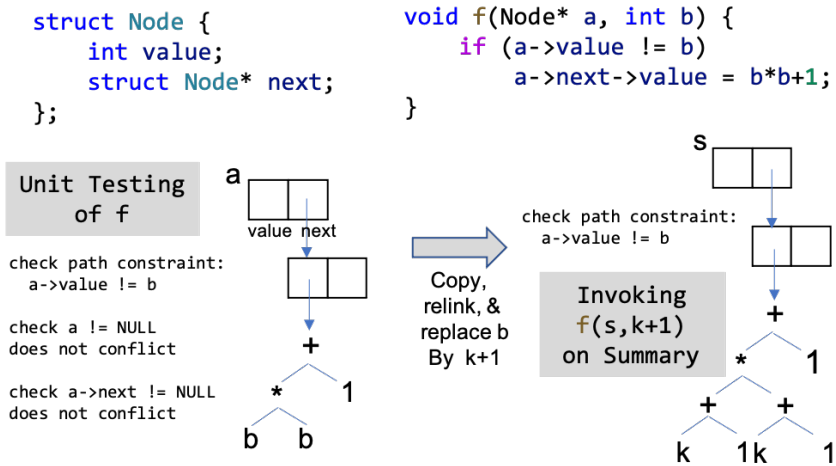 struct Node {
int value;
struct Node* next;
};
void f(Node* a, int b) {
if (a->value != b)
a->next->value = b*b+1;
}
Unit Testing
of f
a
value next
check path constraint:
a->value != b
check a != NULL
does not conflict
check a->next != NULL
does not conflict
+
* 1
b b
Copy,
relink, &
replace b
By k+1
s
check path constraint:
a->value != b
Invoking
f(s,k+1)
on Summary
+
* 1
+ +
k 1 k 1